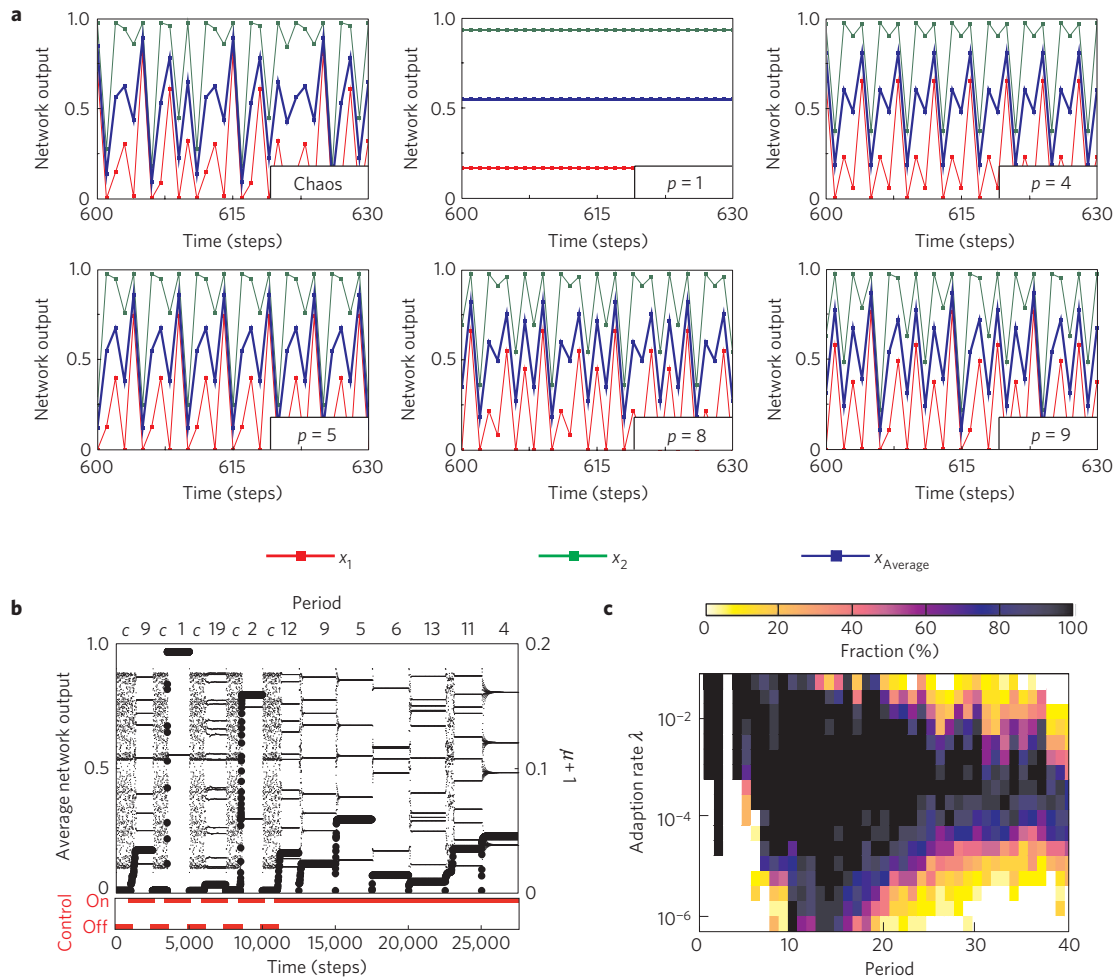 a
1.0
Network output
0.5
0
Chaos
600
615
630
Time (steps)
1.0
Network output
0.5
0
p = 1
600
615
630
Time (steps)
1.0
Network output
0.5
0
p = 4
600
615
630
Time (steps)
1.0
Network output
0.5
0
p = 5
600
615
630
Time (steps)
1.0
Network output
0.5
0
p = 8
600
615
630
Time (steps)
1.0
Network output
0.5
0
p = 9
600
615
630
Time (steps)
x1
x2
xAverage
b
Period
c 9 c 1 c 19 c 2 c 12 9 5 6 13 11 4
1.0
0.5
0
Average network output
0.2
0.1
0
μ+1
Control
On
Off
0 5,000 10,000 15,000 20,000 25,000
Time (steps)
c
0 20 40 60 80 100
Fraction (%)
Adaption rate λ
10−2
10−4
10−6
0 10 20 30 40
Period